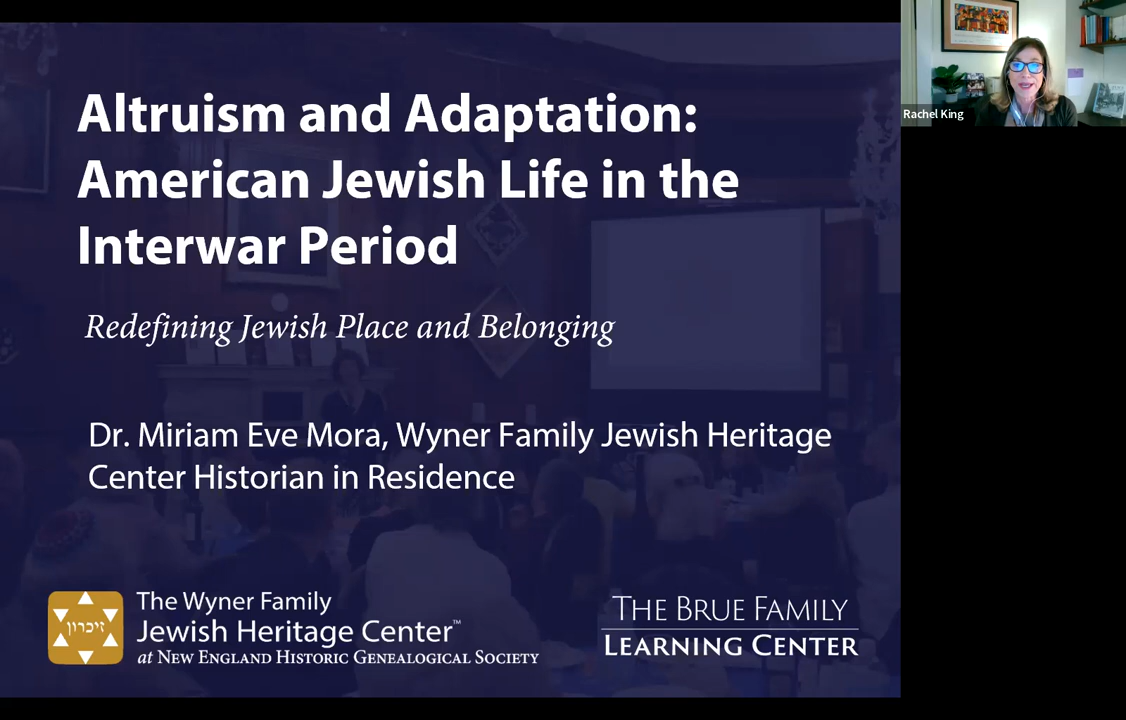 Altruism and Adaptation:
American Jewish Life in the
Interwar Period
Redefining Jewish Place and Belonging
Dr. Miriam Eve Mora, Wyner Family Jewish Heritage
Center Historian in Residence
זיכרון
The Wyner Family
Jewish Heritage Center™
at NEW ENGLAND HISTORIC GENEALOGICAL SOCIETY
THE BRUE FAMILY
LEARNING CENTER
Rachel King